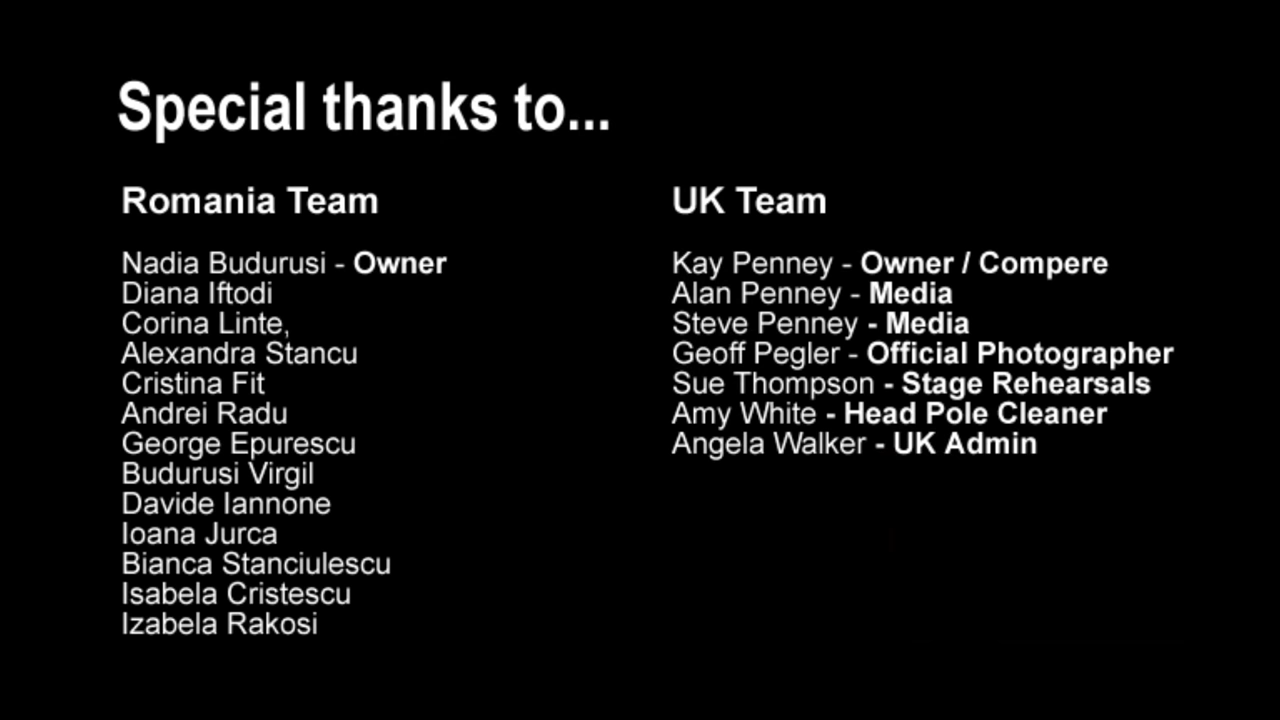 Special thanks to...
Romania Team
Nadia Budurusi - Owner
Diana Iftodi
Corina Linte,
Alexandra Stancu
Cristina Fit
Andrei Radu
George Epurescu
Budurusi Virgil
Davide Iannone
Ioana Jurca
Bianca Stanciulescu
Isabela Cristescu
Izabela Rakosi
UK Team
Kay Penney - Owner / Compere
Alan Penney - Media
Steve Penney - Media
Geoff Pegler - Official Photographer
Sue Thompson - Stage Rehearsals
Amy White - Head Pole Cleaner
Angela Walker - UK Admin